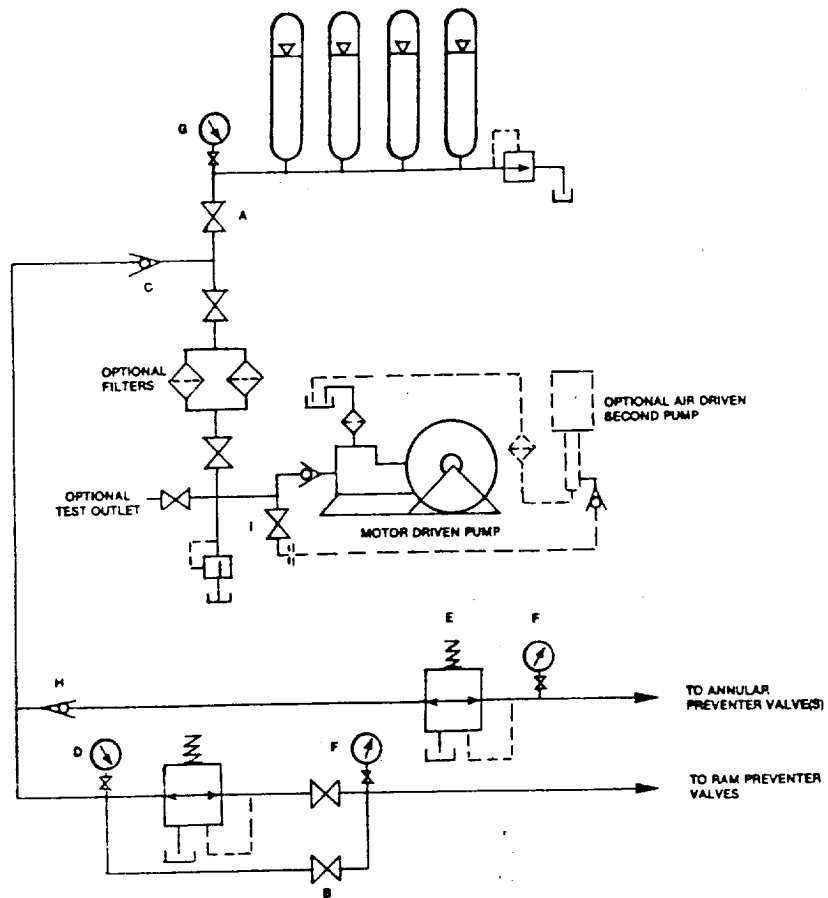 G
A
C
OPTIONAL
FILTERS
OPTIONAL AIR DRIVEN
SECOND PUMP
OPTIONAL
TEST OUTLET
I
MOTOR DRIVEN PUMP
E
F
H
TO ANNULAR
PREVENTER VALVE(S)
D
F
TO RAM PREVENTER
VALVES
B